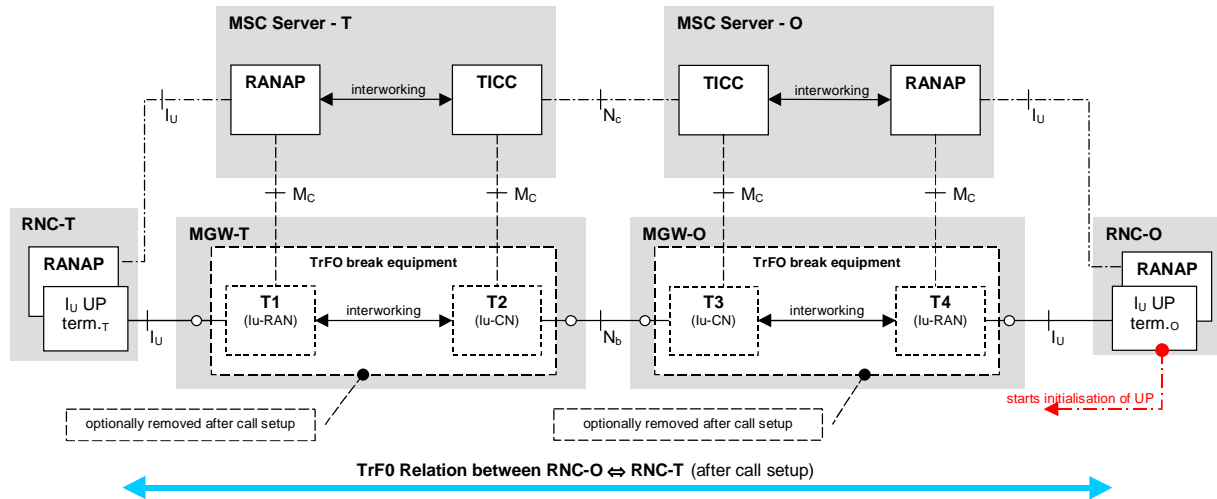 MSC Server - T
MSC Server - O
RANAP
interworking
TICC
TICC
interworking
RANAP
IU
Nc
IU
MC
MC
MC
MC
RNC-T
RANAP
IU UP
term.T
IU
MGW-T
TrFO break equipment
T1
(Iu-RAN)
interworking
T2
(Iu-CN)
Nb
MGW-O
TrFO break equipment
T3
(Iu-CN)
interworking
T4
(Iu-RAN)
IU
RNC-O
RANAP
IU UP
term.O
starts initialisation of UP
optionally removed after call setup
optionally removed after call setup
TrF0 Relation between RNC-O ⇔ RNC-T (after call setup)